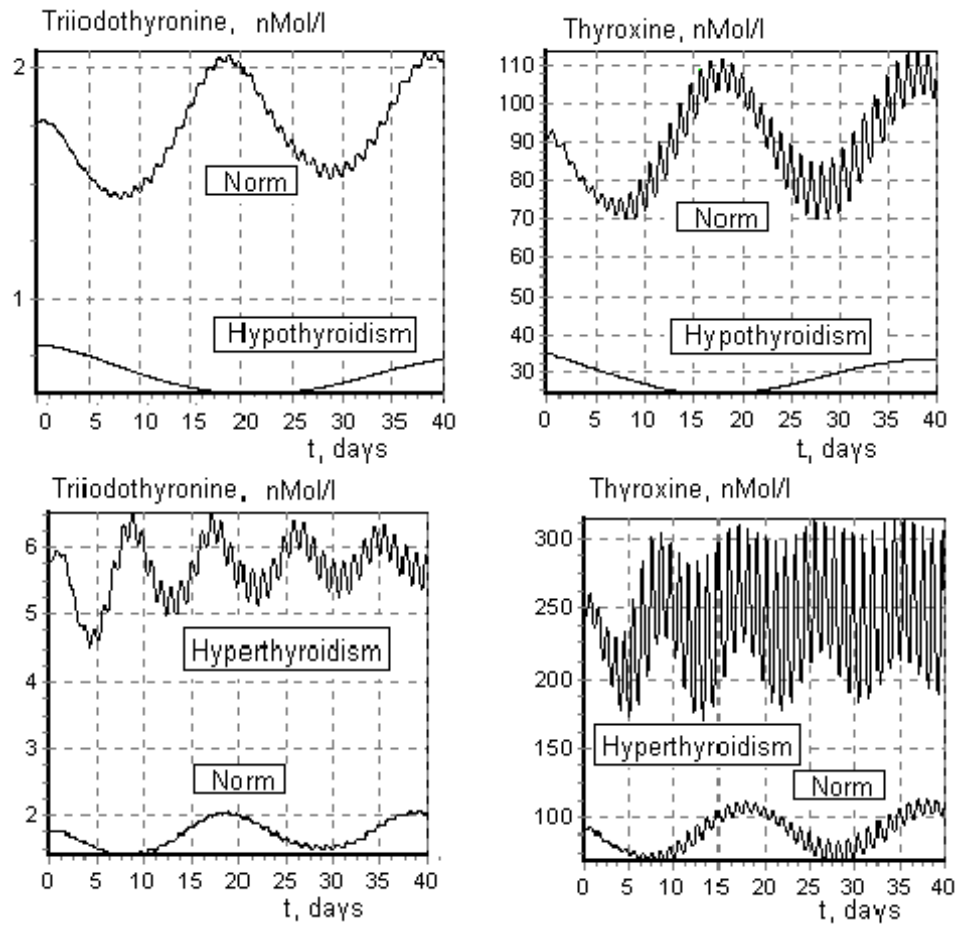 Triiodothyronine, nMol/l
2
1
Norm
Hypothyroidism
0 5 10 15 20 25 30 35 40
t, days
Thyroxine, nMol/l
110
100
90
80
70
60
50
40
30
Norm
Hypothyroidism
0 5 10 15 20 25 30 35 40
t, days
Triiodothyronine, nMol/l
6
5
4
3
2
Hyperthyroidism
Norm
0 5 10 15 20 25 30 35 40
t, days
Thyroxine, nMol/l
300
250
200
150
100
Hyperthyroidism
Norm
0 5 10 15 20 25 30 35 40
t, days